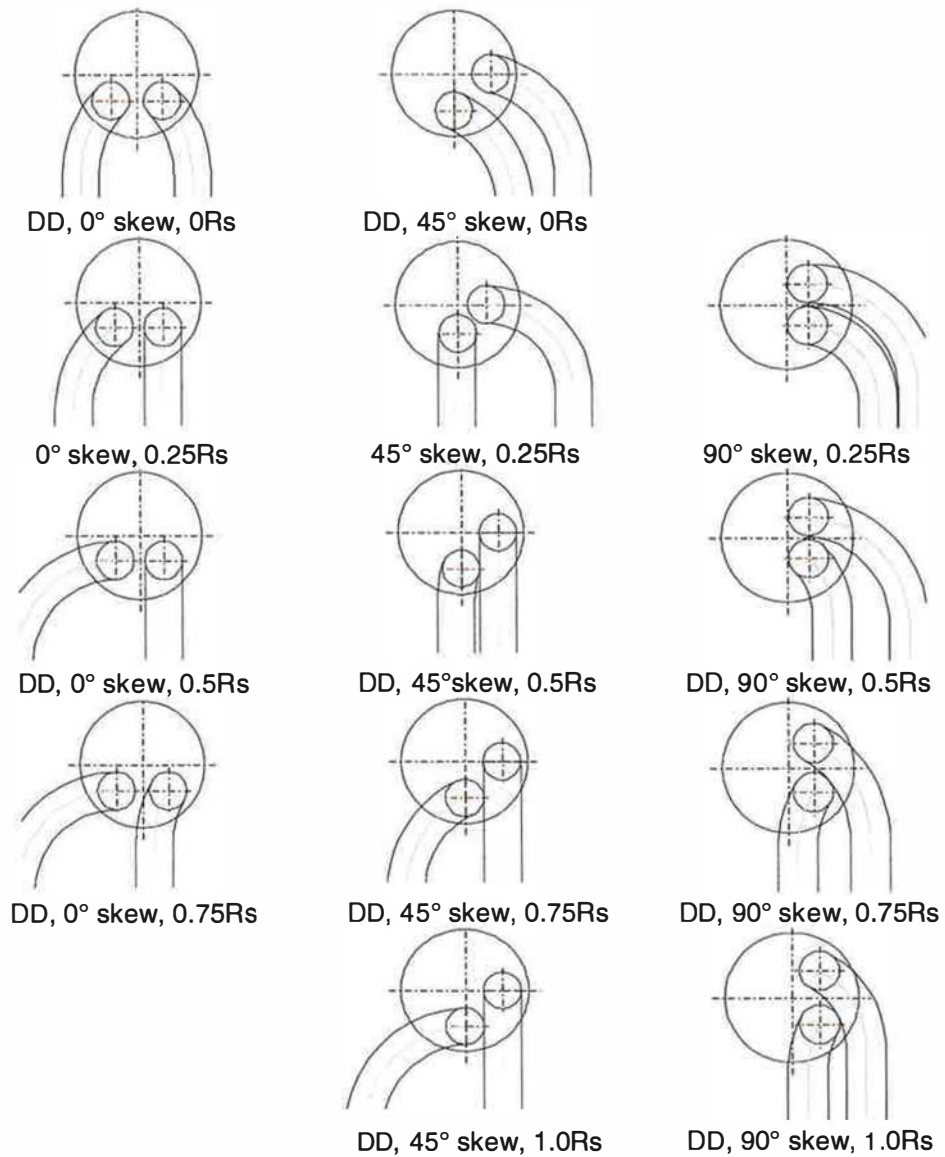 DD, 0° skew, 0Rs
DD, 45° skew, 0Rs
0° skew, 0.25Rs
45° skew, 0.25Rs
90° skew, 0.25Rs
DD, 0° skew, 0.5Rs
DD, 45°skew, 0.5Rs
DD, 90° skew, 0.5Rs
DD, 0° skew, 0.75Rs
DD, 45° skew, 0.75Rs
DD, 90° skew, 0.75Rs
DD, 45° skew, 1.0Rs
DD, 90° skew, 1.0Rs